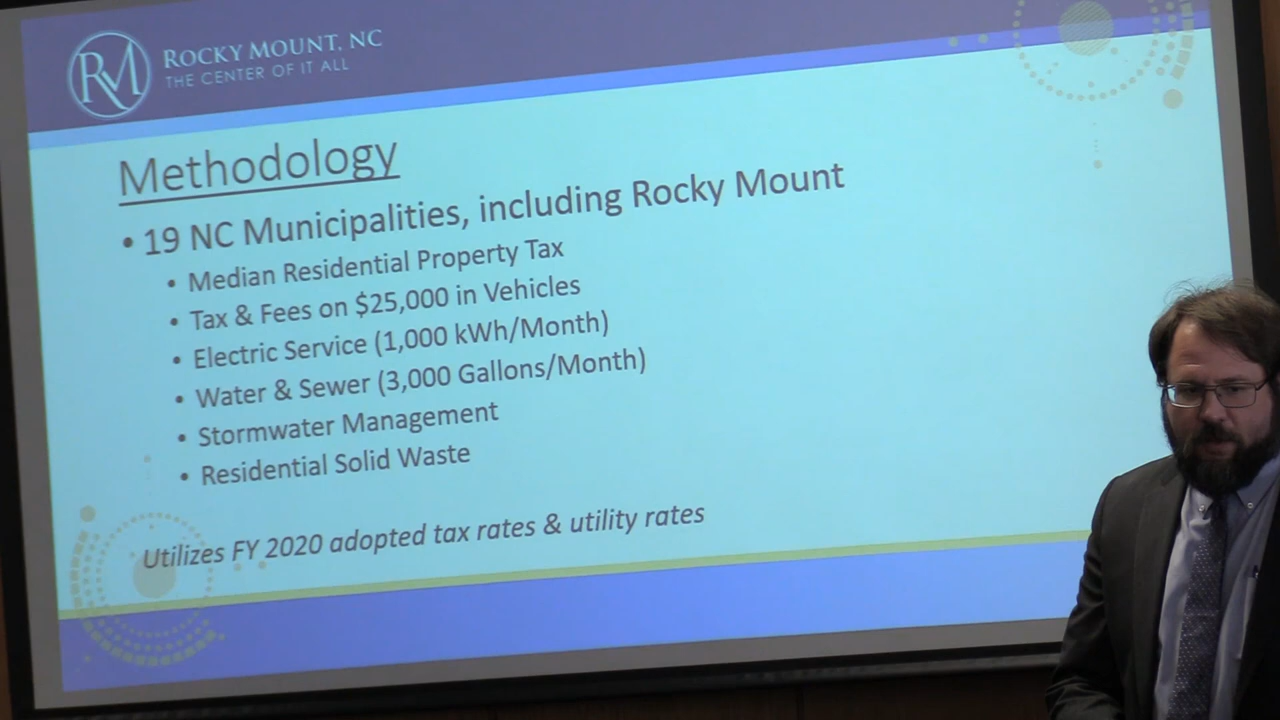 RM
ROCKY MOUNT, NC
THE CENTER OF IT ALL
Methodology
• 19 NC Municipalities, including Rocky Mount
• Median Residential Property Tax
• Tax & Fees on $25,000 in Vehicles
• Electric Service (1,000 kWh/Month)
• Water & Sewer (3,000 Gallons/Month)
• Stormwater Management
• Residential Solid Waste
Utilizes FY 2020 adopted tax rates & utility rates